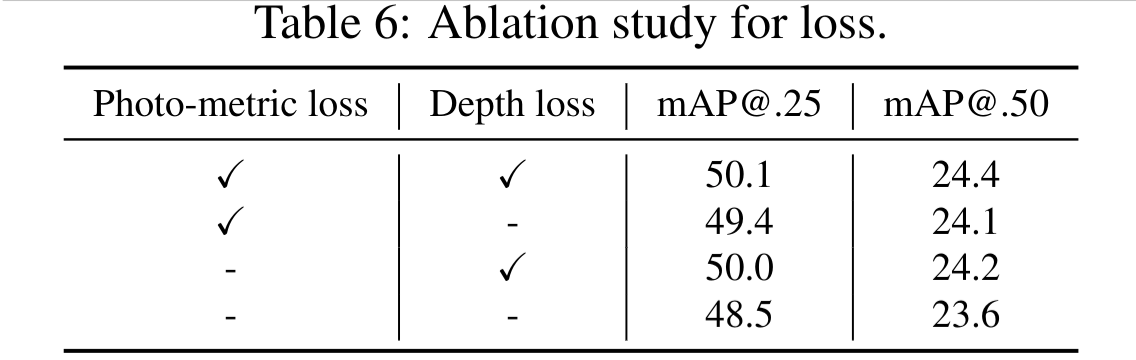 Table 6: Ablation study for loss.
Photo-metric loss Depth loss mAP@.25 mAP@.50
✓ ✓ 50.1 24.4
✓ - 49.4 24.1
- ✓ 50.0 24.2
- - 48.5 23.6